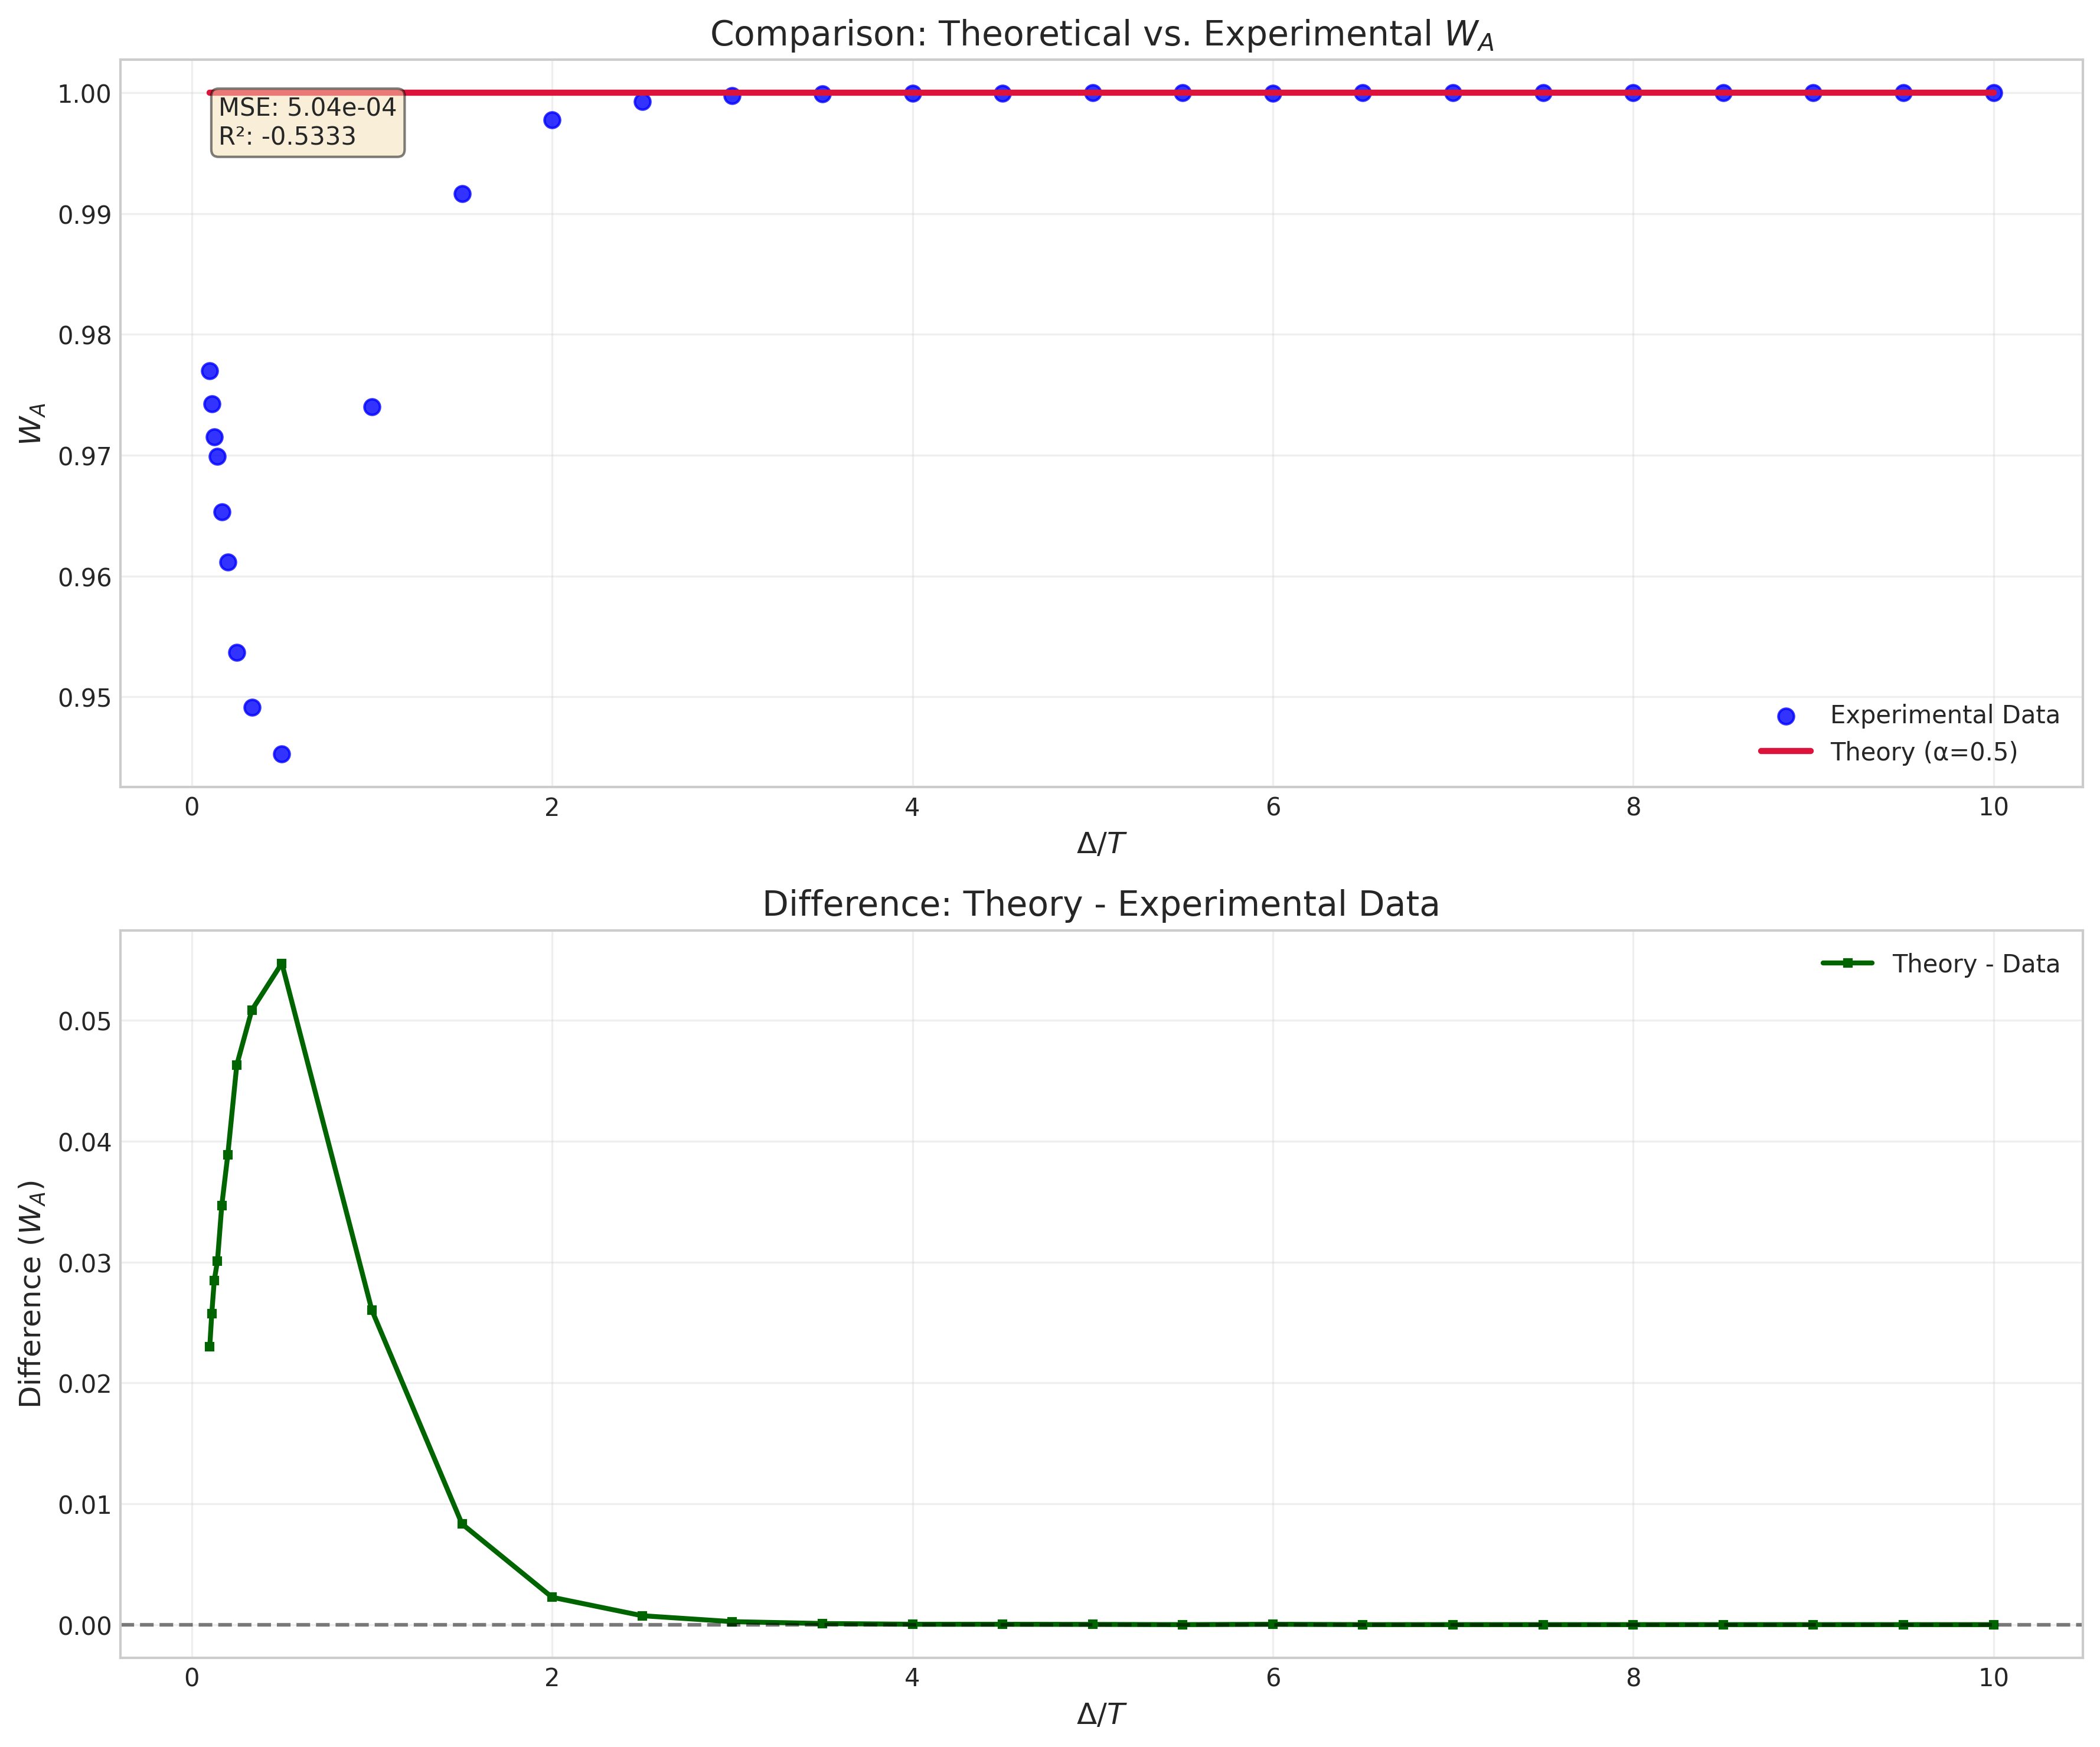 Comparison: Theoretical vs. Experimental W_A
1.00
0.99
0.98
0.97
0.96
0.95
W_A
MSE: 5.04e-04
R²: -0.5333
Experimental Data
Theory (α=0.5)
0 2 4 6 8 10
Δ/T
Difference: Theory - Experimental Data
0.05
0.04
0.03
0.02
0.01
0.00
Difference (W_A)
Theory - Data
0 2 4 6 8 10
Δ/T